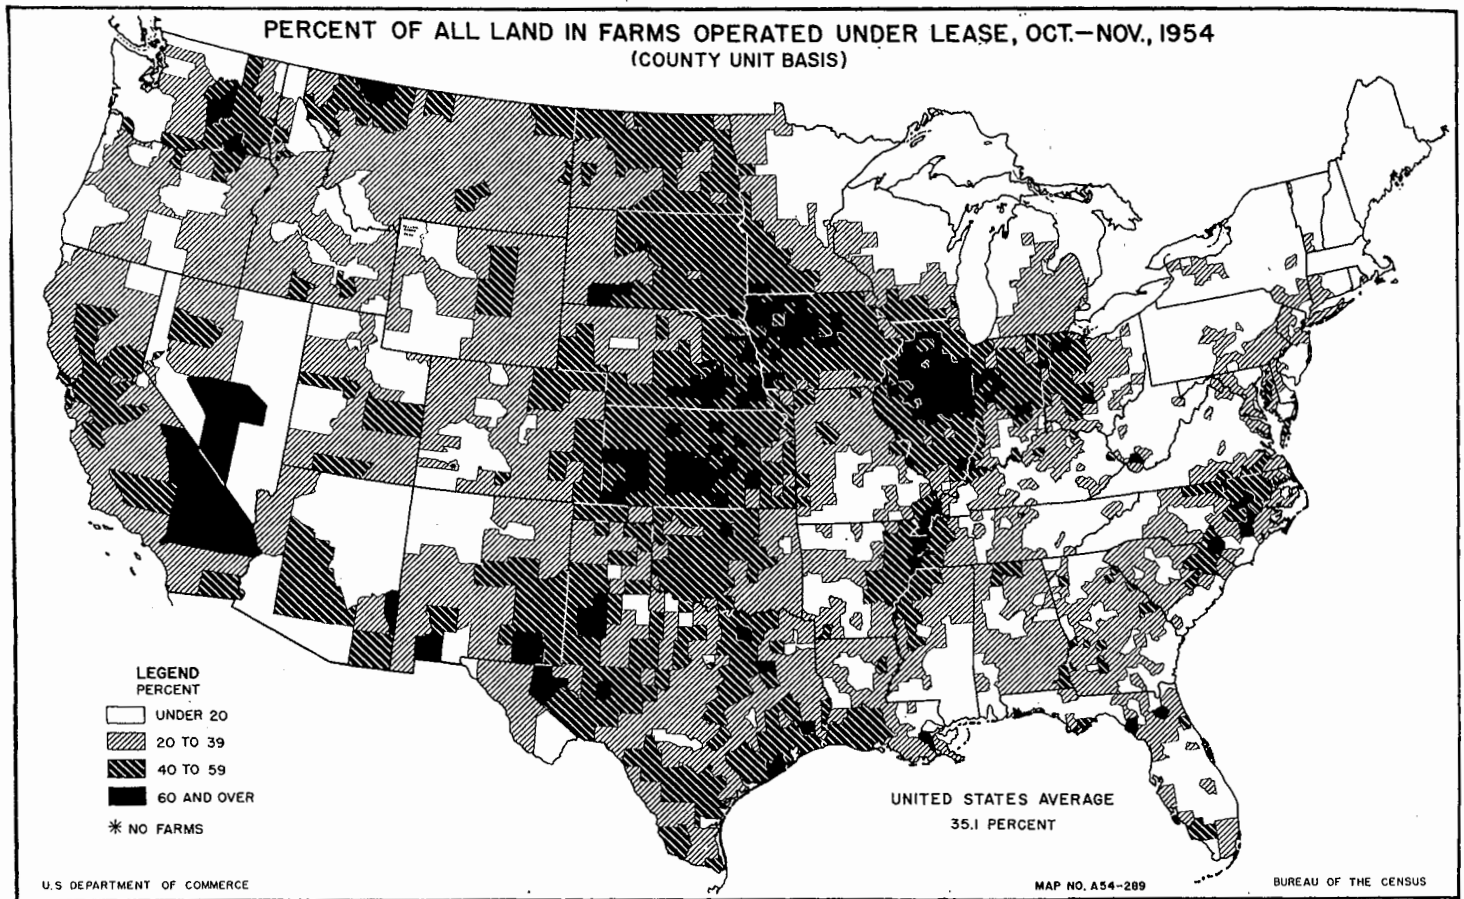 PERCENT OF ALL LAND IN FARMS OPERATED UNDER LEASE, OCT.–NOV., 1954
(COUNTY UNIT BASIS)
LEGEND
PERCENT
UNDER 20
20 TO 39
40 TO 59
60 AND OVER
* NO FARMS
UNITED STATES AVERAGE
35.1 PERCENT
U.S DEPARTMENT OF COMMERCE
MAP NO. A54-289
BUREAU OF THE CENSUS